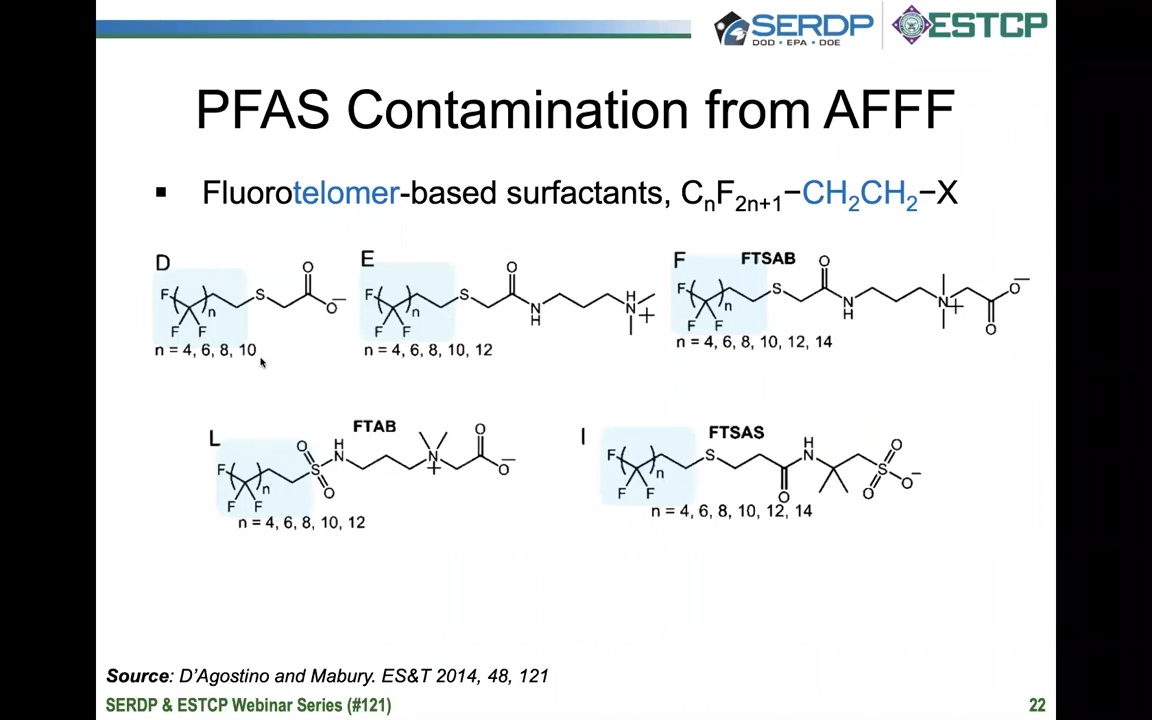 SERDP
DOD • EPA • DOE
ESTCP
PFAS Contamination from AFFF
▪ Fluorotelomer-based surfactants, CnF2n+1−CH2CH2−X
D
F
F F
n
S
O
O−
n = 4, 6, 8, 10
E
F
F F
n
S
O
N
H
H
N
+
n = 4, 6, 8, 10, 12
F
FTSAB
F
F F
n
S
O
N
H
N
+
O−
O
n = 4, 6, 8, 10, 12, 14
L
FTAB
F
F F
n
O
S
O
H
N
N
+
O
O−
n = 4, 6, 8, 10, 12
I
FTSAS
F
F F
n
S
O
H
N
O
S
O
O−
n = 4, 6, 8, 10, 12, 14
Source: D’Agostino and Mabury. ES&T 2014, 48, 121
SERDP & ESTCP Webinar Series (#121)
22